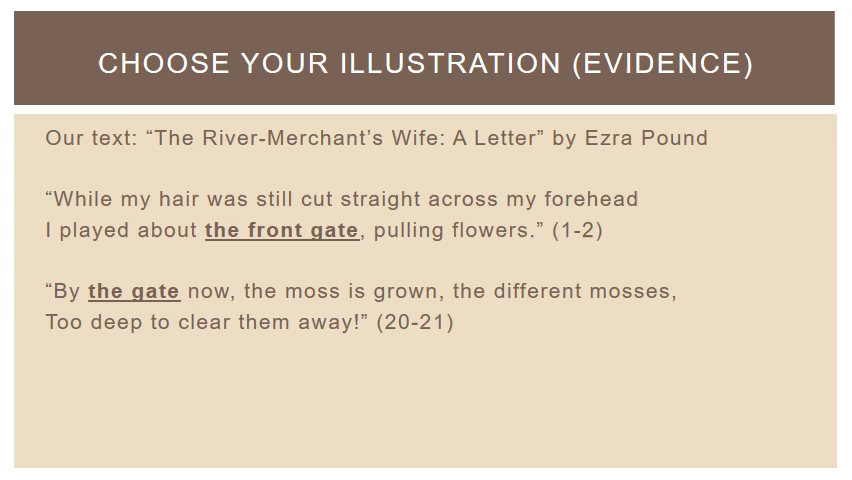 CHOOSE YOUR ILLUSTRATION (EVIDENCE)
Our text: “The River-Merchant’s Wife: A Letter” by Ezra Pound
“While my hair was still cut straight across my forehead
I played about the front gate, pulling flowers.” (1-2)
“By the gate now, the moss is grown, the different mosses,
Too deep to clear them away!” (20-21)